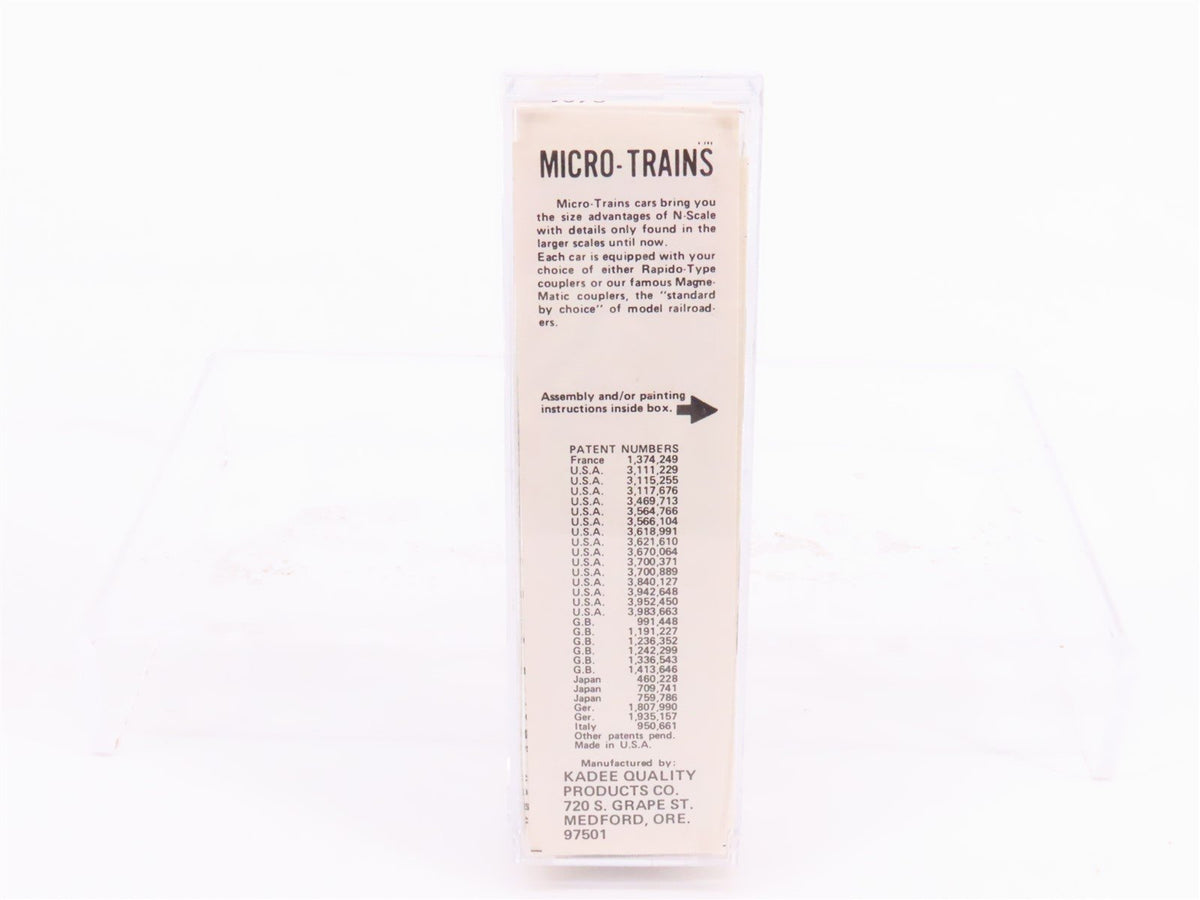 MICRO-TRAINS
Micro-Trains cars bring you
the size advantages of N-Scale
with details only found in the
larger scales until now.
Each car is equipped with your
choice of either Rapido-Type
couplers or our famous Magne-
Matic couplers, the "standard
by choice" of model railroad-
ers.
Assembly and/or painting
instructions inside box.
PATENT NUMBERS
France 1,374,249
U.S.A. 3,111,229
U.S.A. 3,115,255
U.S.A. 3,117,676
U.S.A. 3,469,713
U.S.A. 3,564,766
U.S.A. 3,566,104
U.S.A. 3,618,991
U.S.A. 3,621,610
U.S.A. 3,670,064
U.S.A. 3,700,371
U.S.A. 3,700,889
U.S.A. 3,840,127
U.S.A. 3,942,648
U.S.A. 3,952,450
U.S.A. 3,983,663
G.B. 991,448
G.B. 1,191,227
G.B. 1,236,352
G.B. 1,242,299
G.B. 1,336,543
G.B. 1,413,646
Japan 460,228
Japan 709,741
Japan 759,786
Ger. 1,807,990
Ger. 1,935,157
Italy 950,661
Other patents pend.
Made in U.S.A.
Manufactured by:
KADEE QUALITY
PRODUCTS CO.
720 S. GRAPE ST.
MEDFORD, ORE.
97501